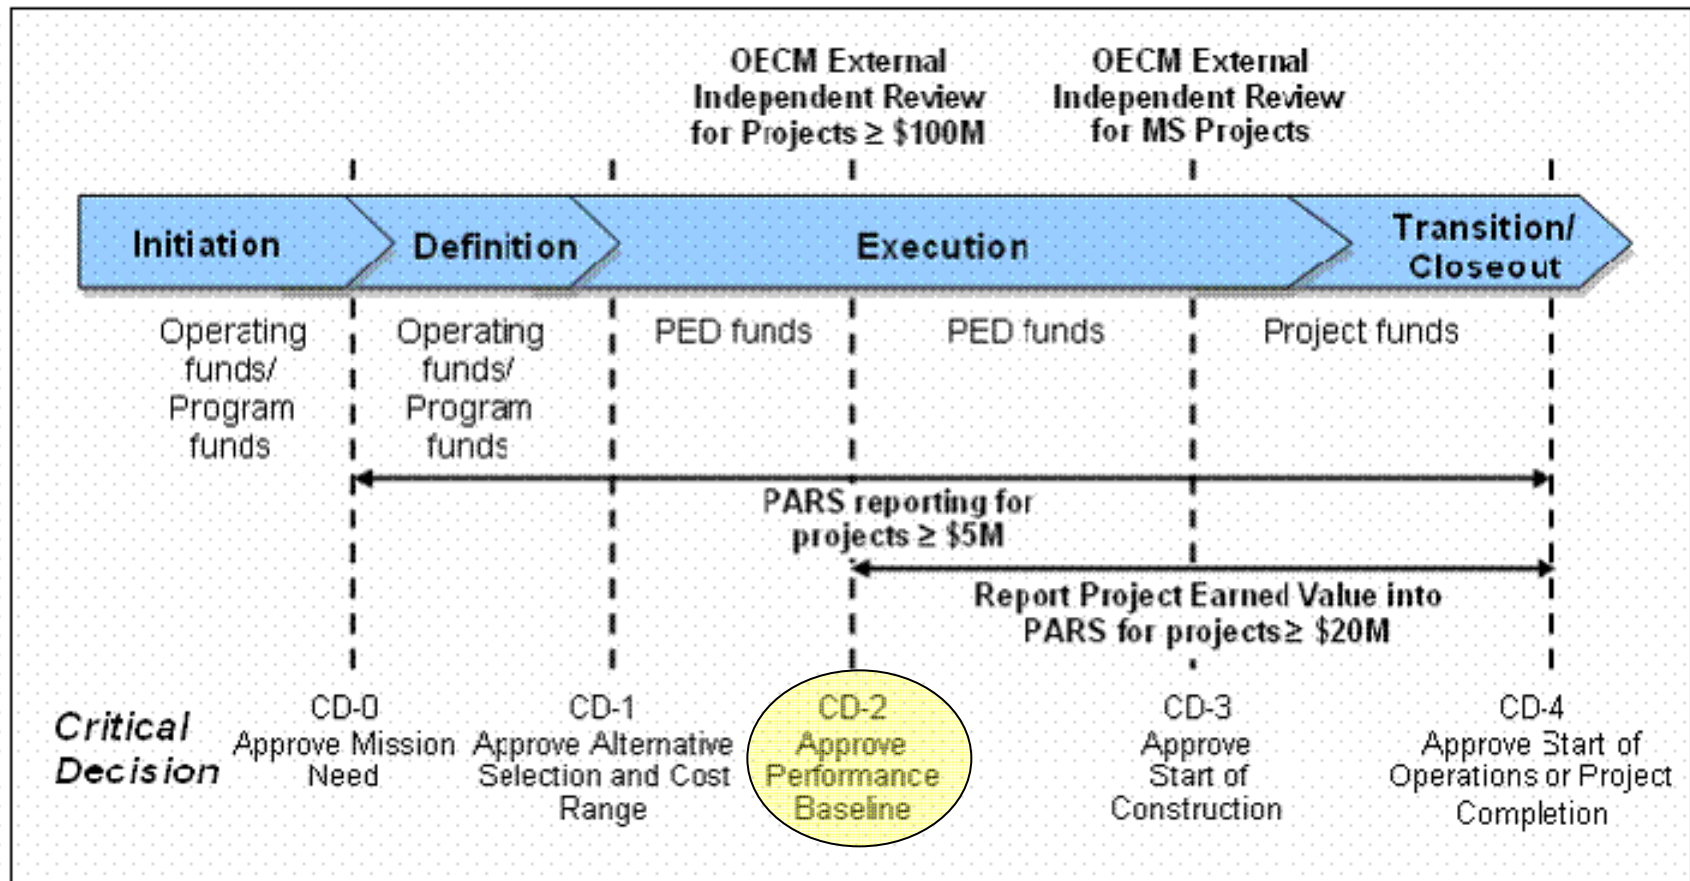 OECM External
Independent Review
for Projects ≥ $100M
OECM External
Independent Review
for MS Projects
Initiation
Definition
Execution
Transition/
Closeout
Operating
funds/
Program
funds
Operating
funds/
Program
funds
PED funds
PED funds
Project funds
PARS reporting for
projects ≥ $5M
Report Project Earned Value into
PARS for projects≥ $20M
Critical
Decision
CD-0
Approve Mission
Need
CD-1
Approve Alternative
Selection and Cost
Range
CD-2
Approve
Performance
Baseline
CD-3
Approve
Start of
Construction
CD-4
Approve Start of
Operations or Project
Completion